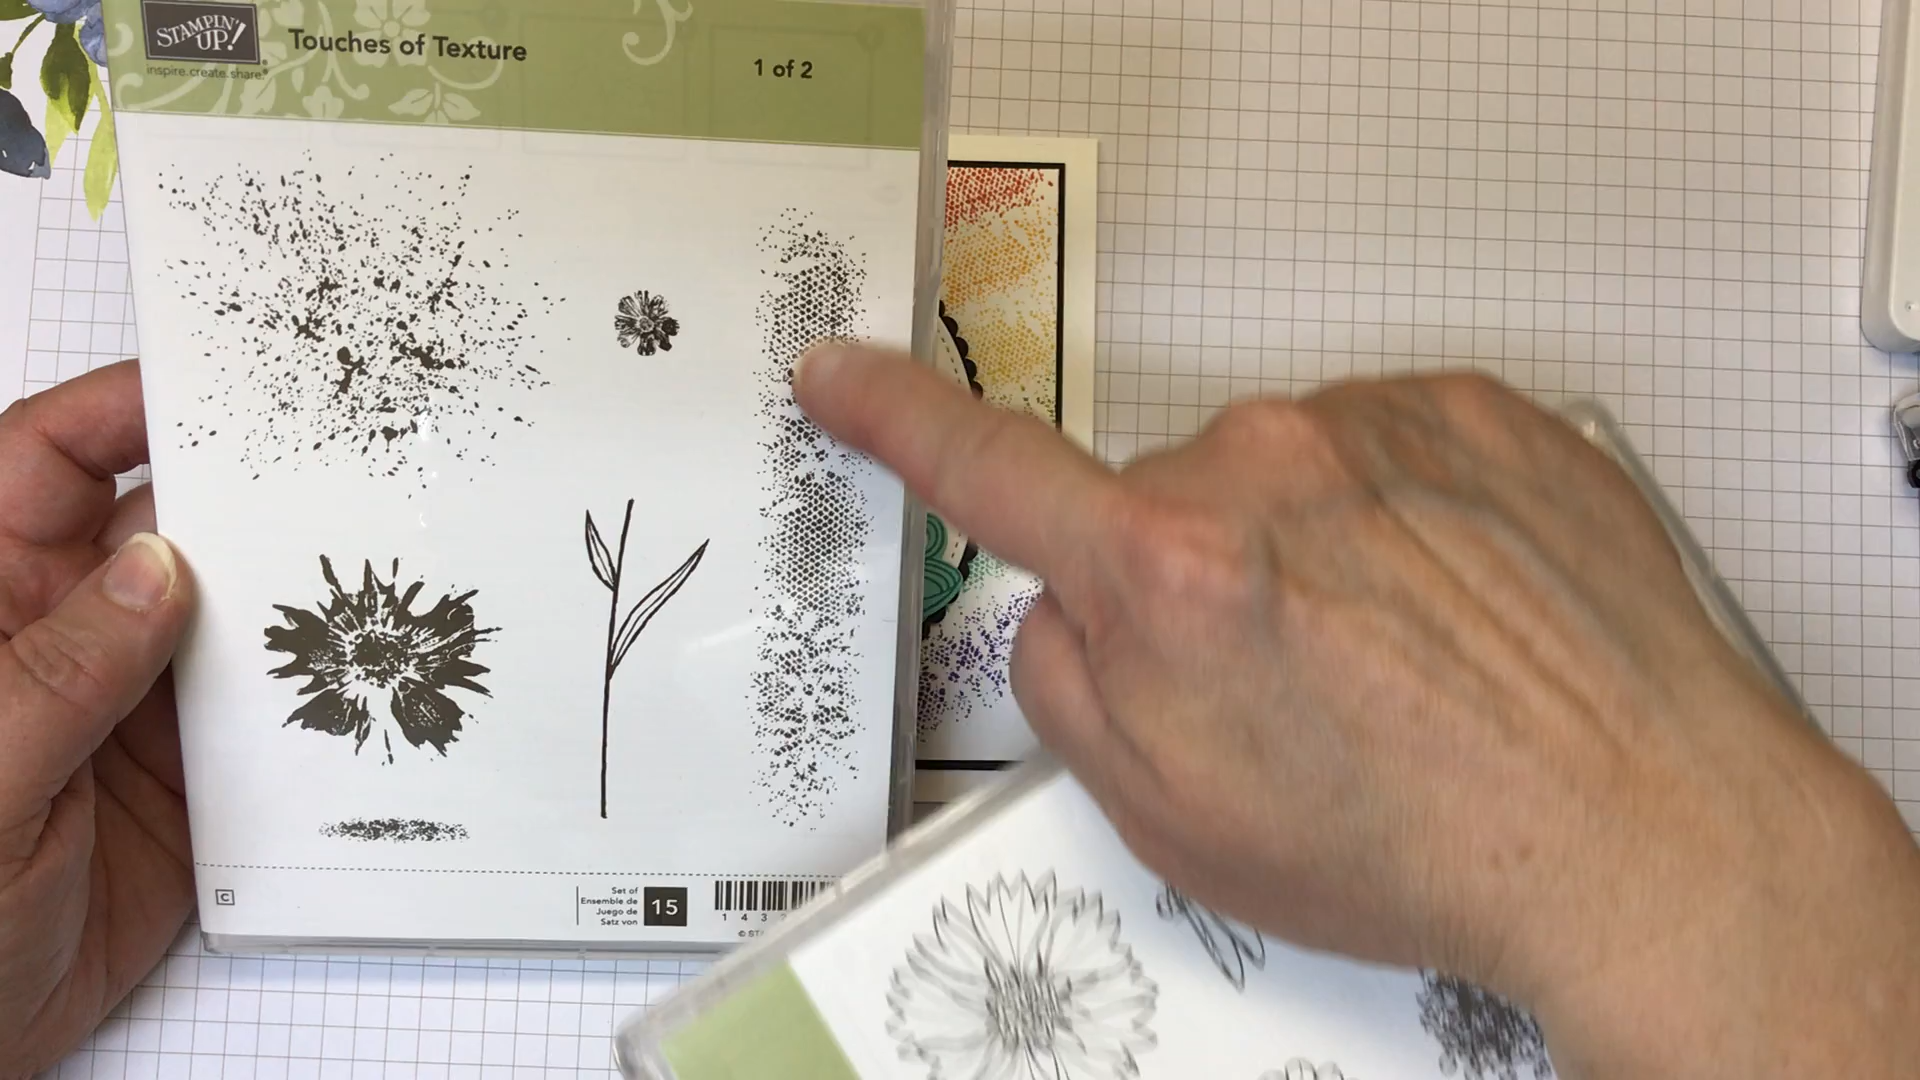 STAMPIN' UP!®
inspire.create.share.®
Touches of Texture
1 of 2
C
Set of
Ensemble de
Juego de
Satz von
15
1 4 3
© ST